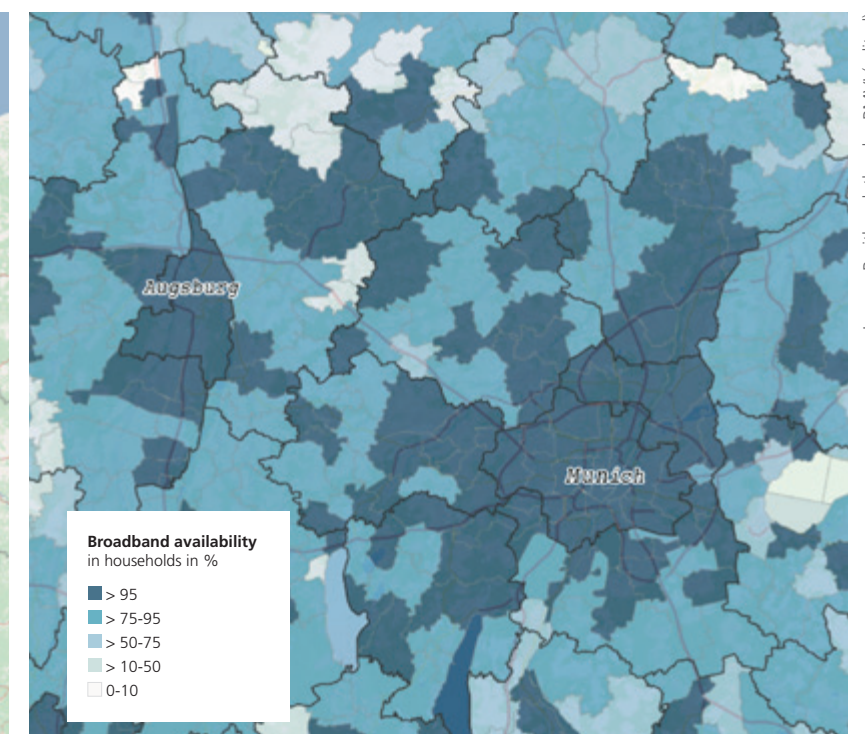 Augsburg
Munich
Broadband availability
in households in %
> 95
> 75-95
> 50-75
> 10-50
0-10